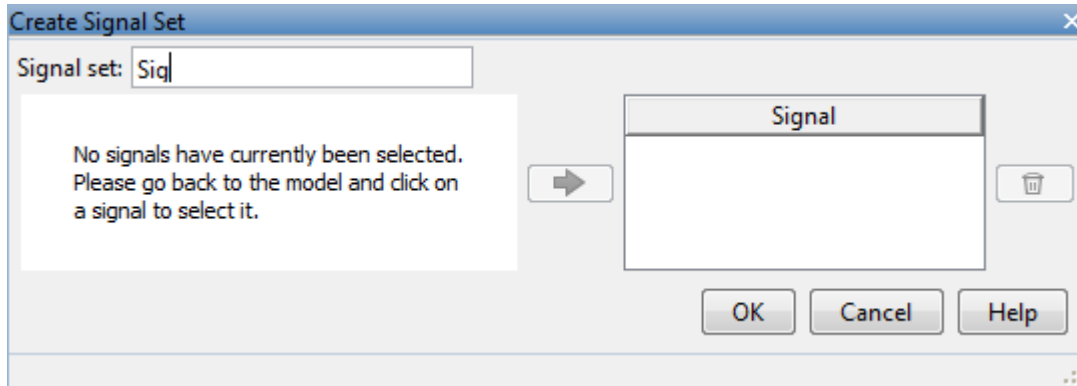 Create Signal Set
Signal set: Sig
No signals have currently been selected.
Please go back to the model and click on
a signal to select it.
Signal
OK Cancel Help